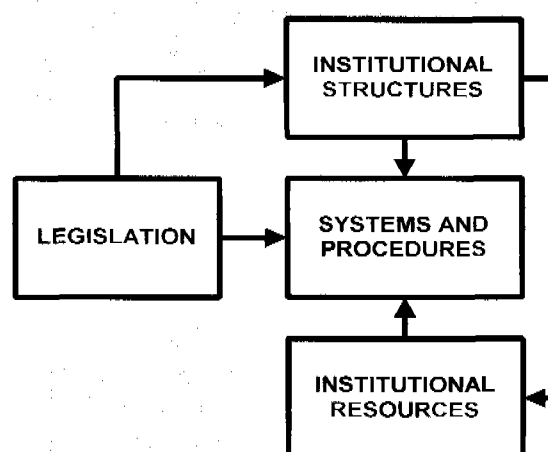 INSTITUTIONAL
STRUCTURES
LEGISLATION
SYSTEMS AND
PROCEDURES
INSTITUTIONAL
RESOURCES